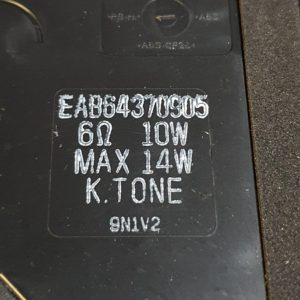 EAB64370905
6Ω 10W
MAX 14W
K.TONE
9N1V2